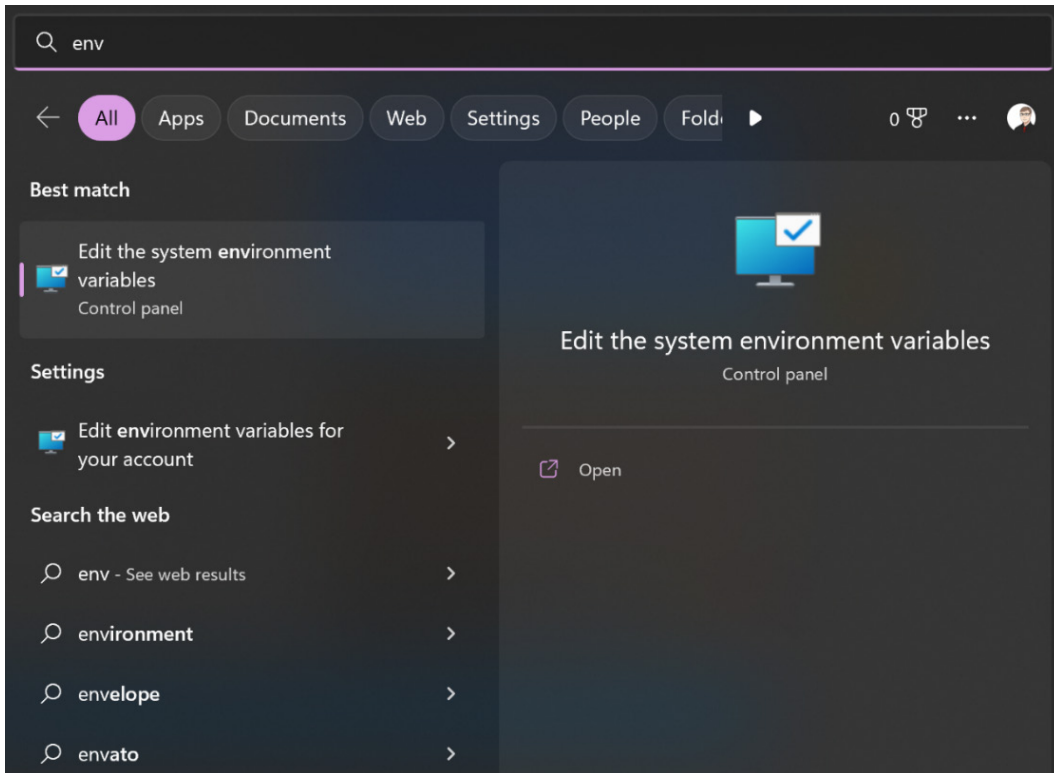 env
All Apps Documents Web Settings People Fold
0
Best match
Edit the system environment
variables
Control panel
Settings
Edit environment variables for
your account
Search the web
env - See web results
environment
envelope
envato
Edit the system environment variables
Control panel
Open